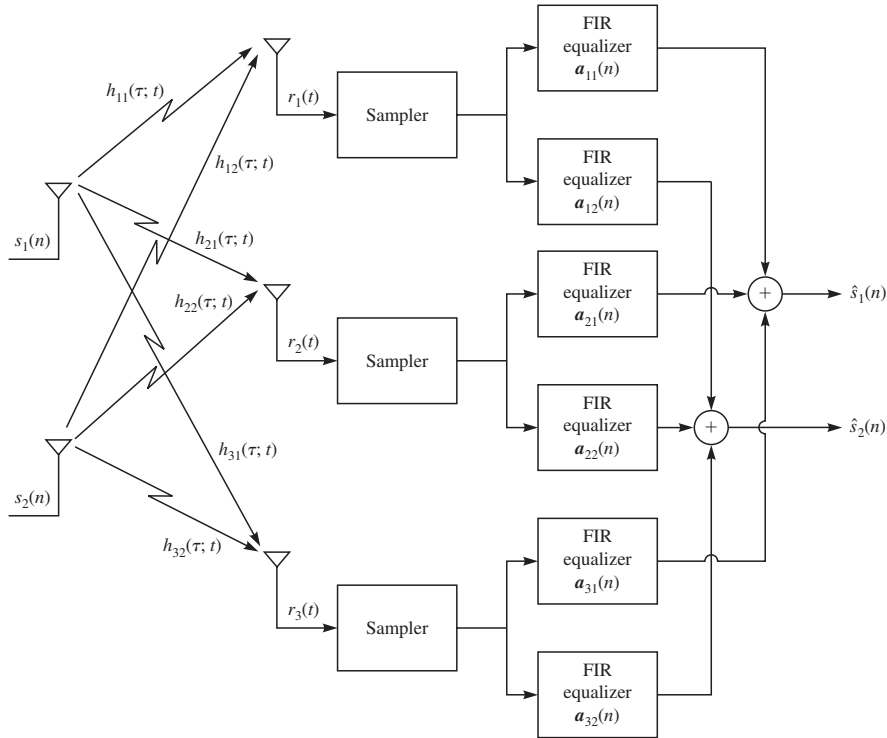 FIR
equalizer
a₁₁(n)
h₁₁(τ; t)
r₁(t)
Sampler
h₁₂(τ; t)
FIR
equalizer
a₁₂(n)
s₁(n)
h₂₁(τ; t)
FIR
equalizer
a₂₁(n)
+
ŝ₁(n)
h₂₂(τ; t)
r₂(t)
Sampler
FIR
equalizer
a₂₂(n)
+
ŝ₂(n)
h₃₁(τ; t)
s₂(n)
h₃₂(τ; t)
FIR
equalizer
a₃₁(n)
r₃(t)
Sampler
FIR
equalizer
a₃₂(n)